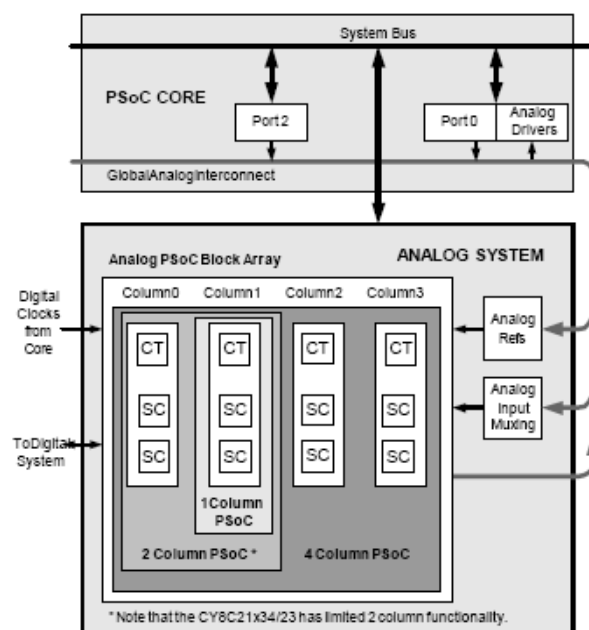 System Bus
PSoC CORE
Port 2
Port 0
Analog
Drivers
GlobalAnalogInterconnect
ANALOG SYSTEM
Analog PSoC Block Array
Column0 Column1 Column2 Column3
Digital
Clocks
from
Core
CT CT CT CT
Analog
Refs
SC SC SC SC
Analog
Input
Muxing
ToDigital
System
SC SC SC SC
1Column
PSoC
2 Column PSoC *
4 Column PSoC
* Note that the CY8C21x34/23 has limited 2 column functionality.